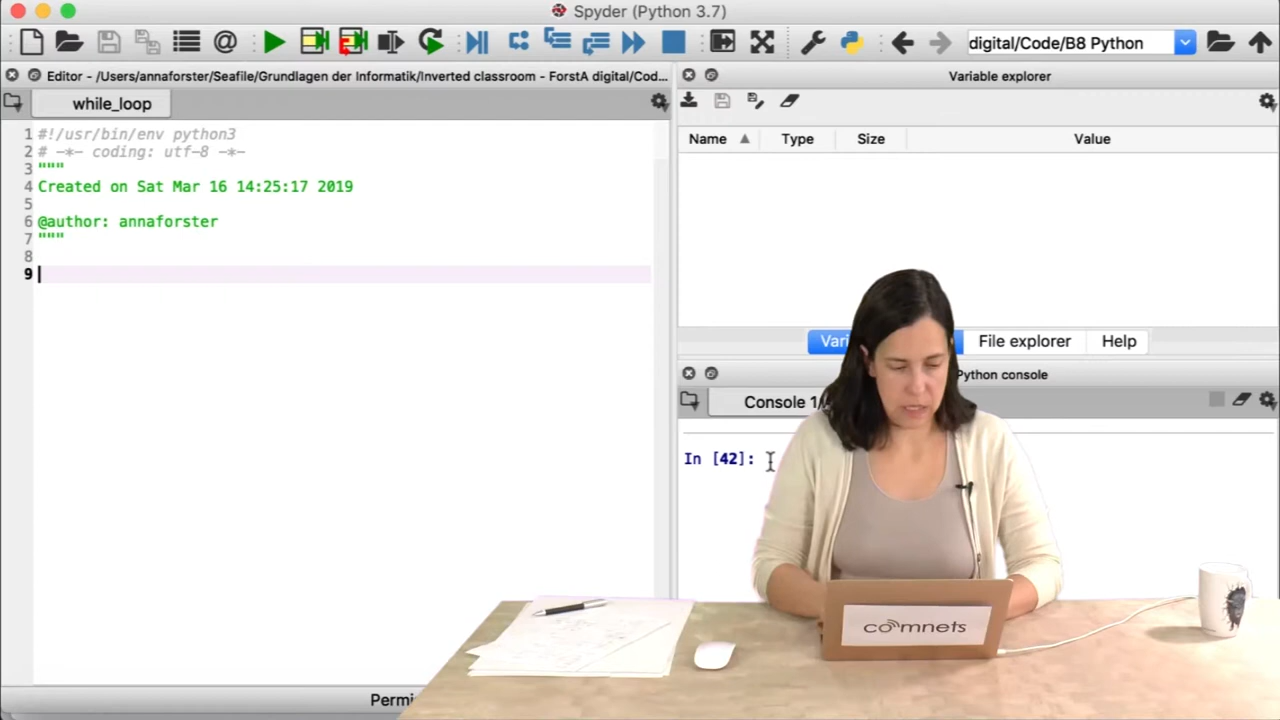 Spyder (Python 3.7)
digital/Code/B8 Python
Editor - /Users/annaforster/Seafile/Grundlagen der Informatik/Inverted classroom - ForstA digital/Cod...
Variable explorer
while_loop
Name Type Size Value
1 #!/usr/bin/env python3
2 # -*- coding: utf-8 -*-
3 """
4 Created on Sat Mar 16 14:25:17 2019
5
6 @author: annaforster
7 """
8
9
File explorer
Help
Python console
Console 1
In [42]:
comnets